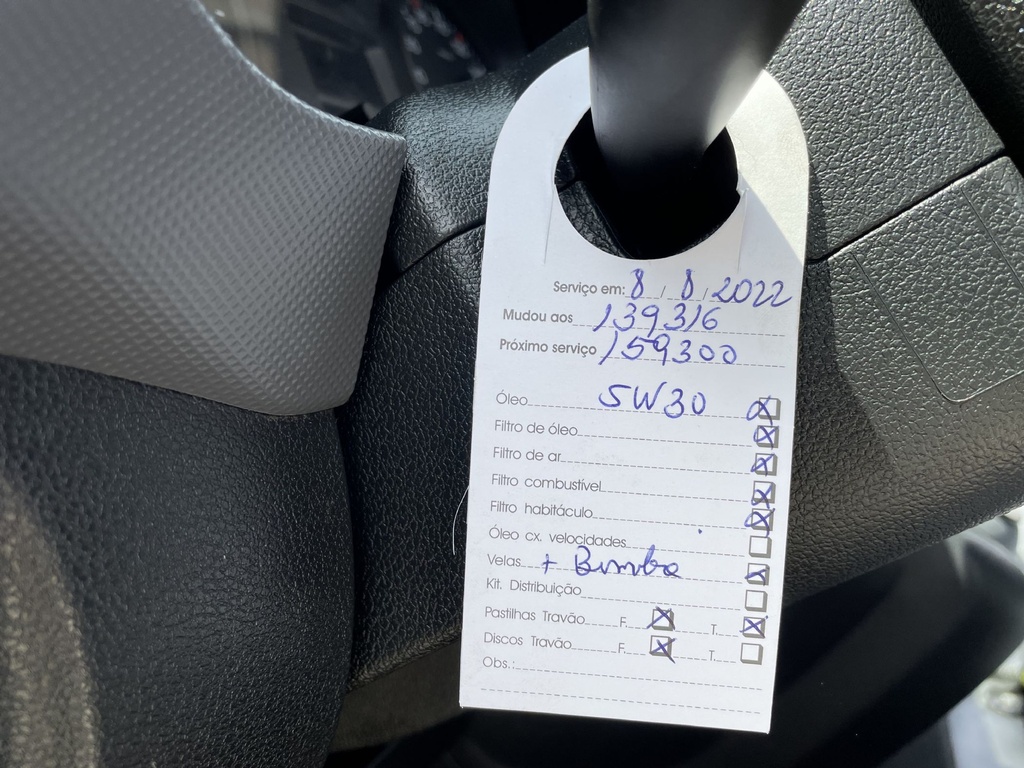 Serviço em: 8 / 8 / 2022
Mudou aos 139316
Próximo serviço 159300
Óleo 5W30
Filtro de óleo
Filtro de ar
Filtro combustível
Filtro habitáculo
Óleo cx. velocidades
Velas + Bimba
Kit. Distribuição
Pastilhas Travão F. T.
Discos Travão F. T.
Obs.: